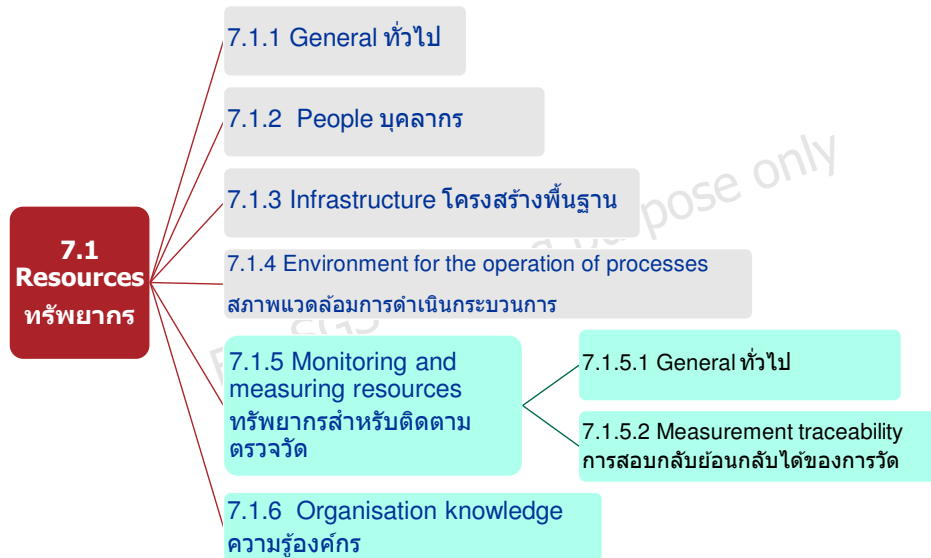 7.1.1 General ทั่วไป
7.1.2 People บุคลากร
7.1.3 Infrastructure โครงสร้างพื้นฐาน
7.1
Resources
ทรัพยากร
7.1.4 Environment for the operation of processes
สภาพแวดล้อมการดำเนินกระบวนการ
7.1.5 Monitoring and
measuring resources
ทรัพยากรสำหรับติดตาม
ตรวจวัด
7.1.5.1 General ทั่วไป
7.1.5.2 Measurement traceability
การสอบกลับย้อนกลับได้ของการวัด
7.1.6 Organisation knowledge
ความรู้องค์กร
SGS purpose only